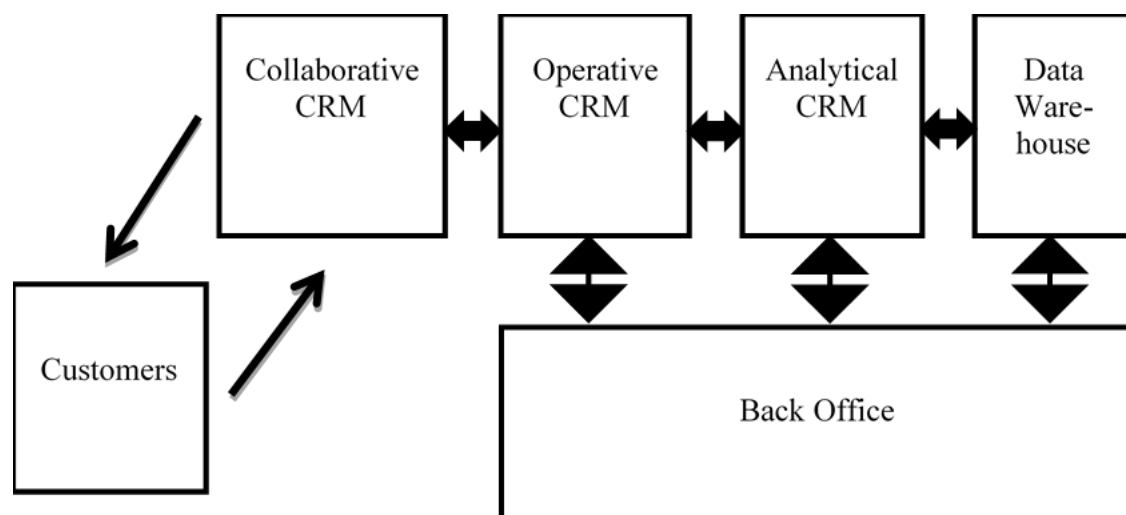 Collaborative
CRM
Operative
CRM
Analytical
CRM
Data
Ware-
house
Customers
Back Office